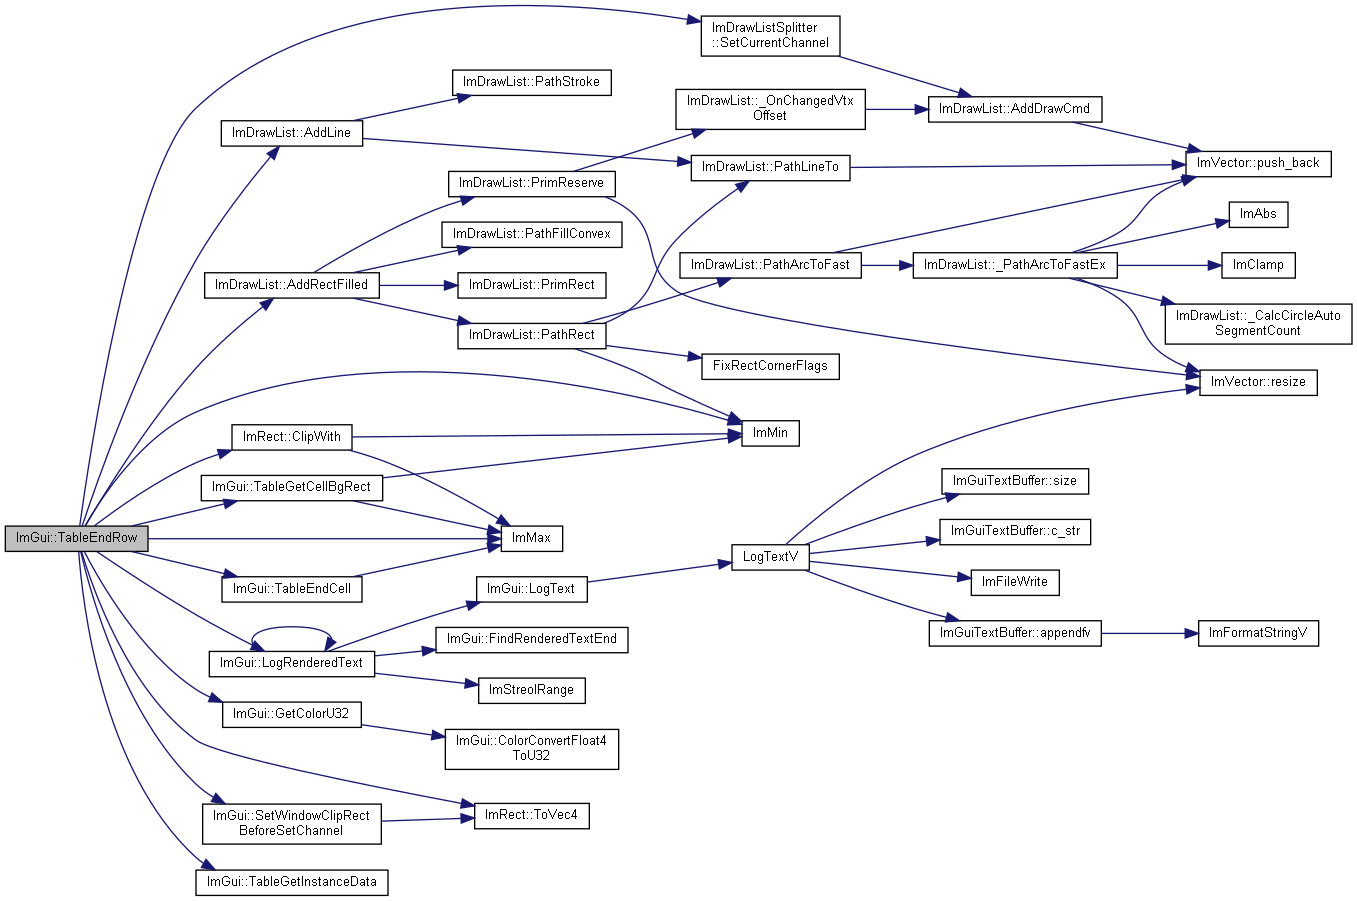 ImGui::TableEndRow
ImDrawListSplitter
::SetCurrentChannel
ImDrawList::PathStroke
ImDrawList::AddLine
ImDrawList::_OnChangedVtx
Offset
ImDrawList::AddDrawCmd
ImVector::push_back
ImDrawList::PathLineTo
ImDrawList::PrimReserve
ImAbs
ImDrawList::PathFillConvex
ImDrawList::PathArcToFast
ImDrawList::_PathArcToFastEx
ImClamp
ImDrawList::AddRectFilled
ImDrawList::PrimRect
ImDrawList::_CalcCircleAuto
SegmentCount
ImDrawList::PathRect
FixRectCornerFlags
ImVector::resize
ImRect::ClipWith
ImMin
ImGui::TableGetCellBgRect
ImGuiTextBuffer::size
ImMax
ImGuiTextBuffer::c_str
LogTextV
ImGui::TableEndCell
ImGui::LogText
ImFileWrite
ImGuiTextBuffer::appendfv
ImFormatStringV
ImGui::FindRenderedTextEnd
ImGui::LogRenderedText
ImStreolRange
ImGui::GetColorU32
ImGui::ColorConvertFloat4
ToU32
ImGui::SetWindowClipRect
BeforeSetChannel
ImRect::ToVec4
ImGui::TableGetInstanceData